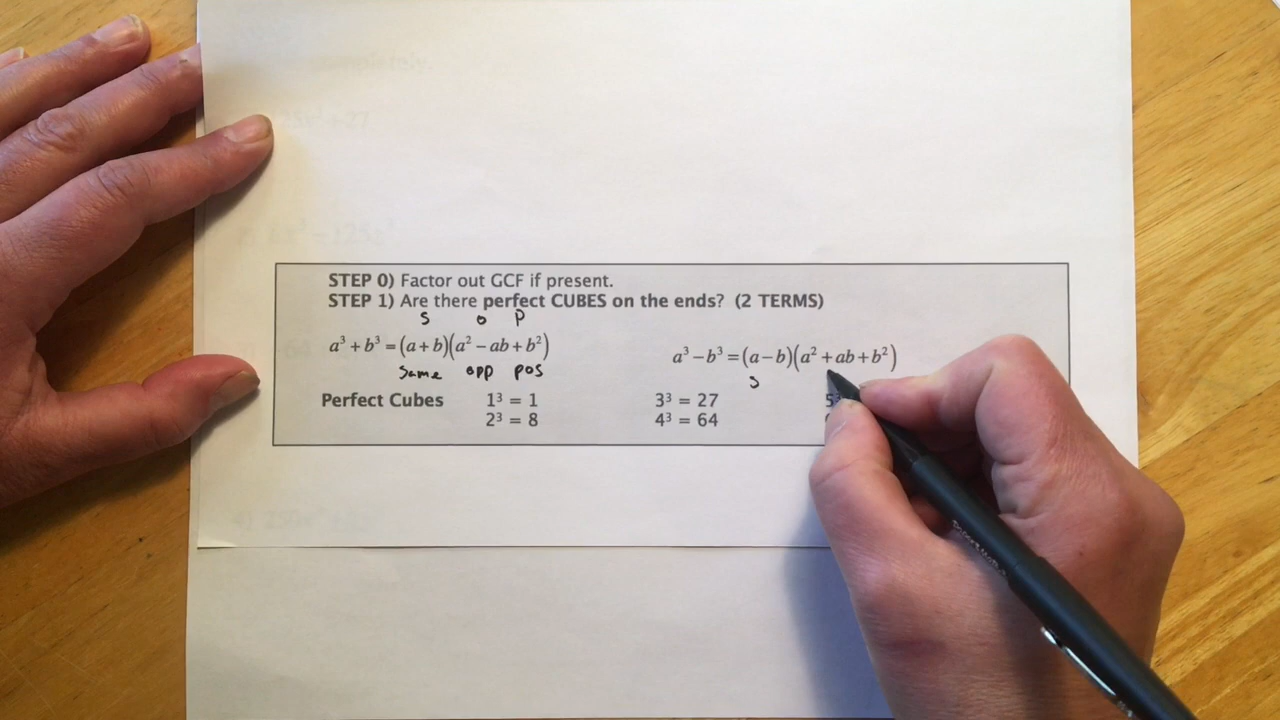 STEP 0) Factor out GCF if present.
STEP 1) Are there perfect CUBES on the ends? (2 TERMS)
S O P
a³ + b³ = (a + b)(a² − ab + b²)
Same opp pos
a³ − b³ = (a − b)(a² + ab + b²)
S
Perfect Cubes 1³ = 1 3³ = 27 5³
2³ = 8 4³ = 64